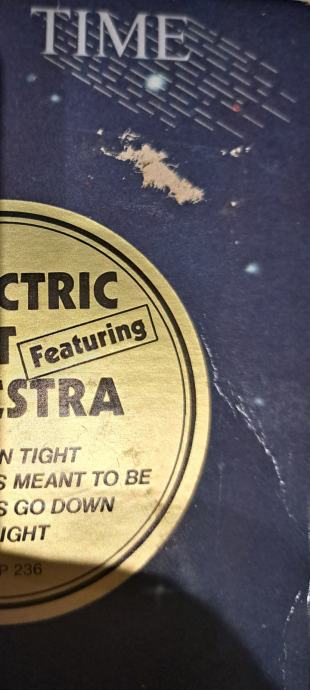 TIME
CTRIC
T Featuring
ESTRA
N TIGHT
S MEANT TO BE
S GO DOWN
IGHT
P 236